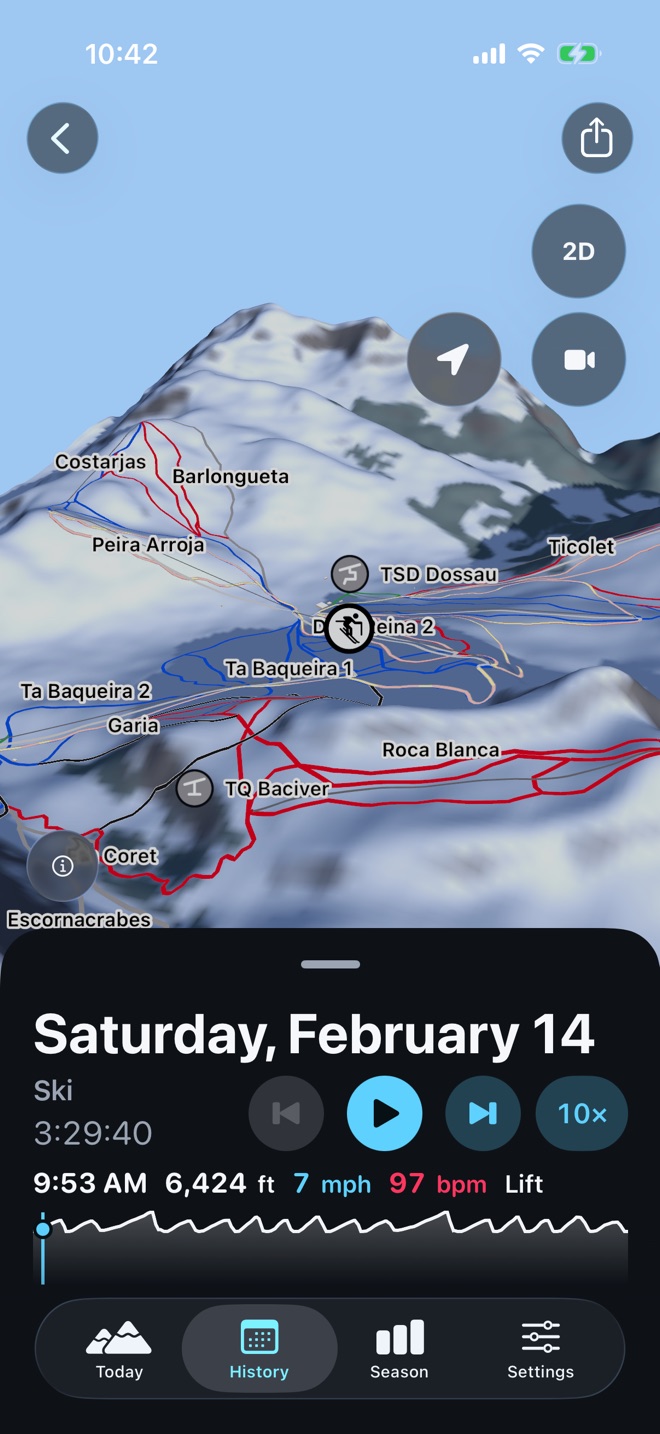 10:42
2D
Costarjas
Barlongueta
Peira Arroja
Ticolet
TSD Dossau
eina 2
Ta Baqueira 1
Ta Baqueira 2
Garia
Roca Blanca
TQ Baciver
Coret
Escornacrabes
Saturday, February 14
Ski
3:29:40
10×
9:53 AM 6,424 ft 7 mph 97 bpm Lift
Today
History
Season
Settings